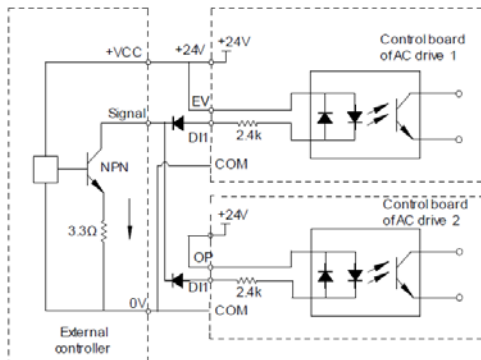 +VCC
+24V
+24V
Control board
of AC drive 1
EV
Signal
DI1
2.4k
NPN
COM
3.3Ω
Control board
of AC drive 2
+24V
OP
DI1
2.4k
0V
COM
External
controller